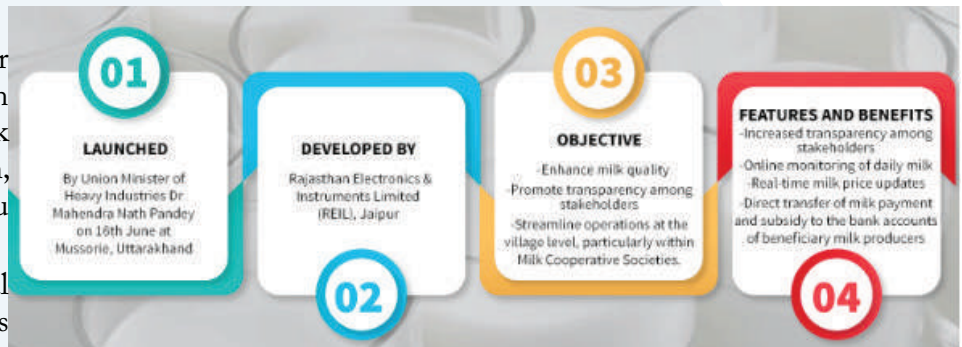 r
n
k
,
u
l
s
01
LAUNCHED
By Union Minister of
Heavy Industries Dr
Mahendra Nath Pandey
on 16th June at
Mussorie, Uttarakhand
DEVELOPED BY
Rajasthan Electronics &
Instruments Limited
(REIL), Jaipur
02
03
OBJECTIVE
-Enhance milk quality
-Promote transparency among
stakeholders
-Streamline operations at the
village level, particularly within
Milk Cooperative Societies.
FEATURES AND BENEFITS
-Increased transparency among
stakeholders
-Online monitoring of daily milk
-Real-time milk price updates
-Direct transfer of milk payment
and subsidy to the bank accounts
of beneficiary milk producers
04